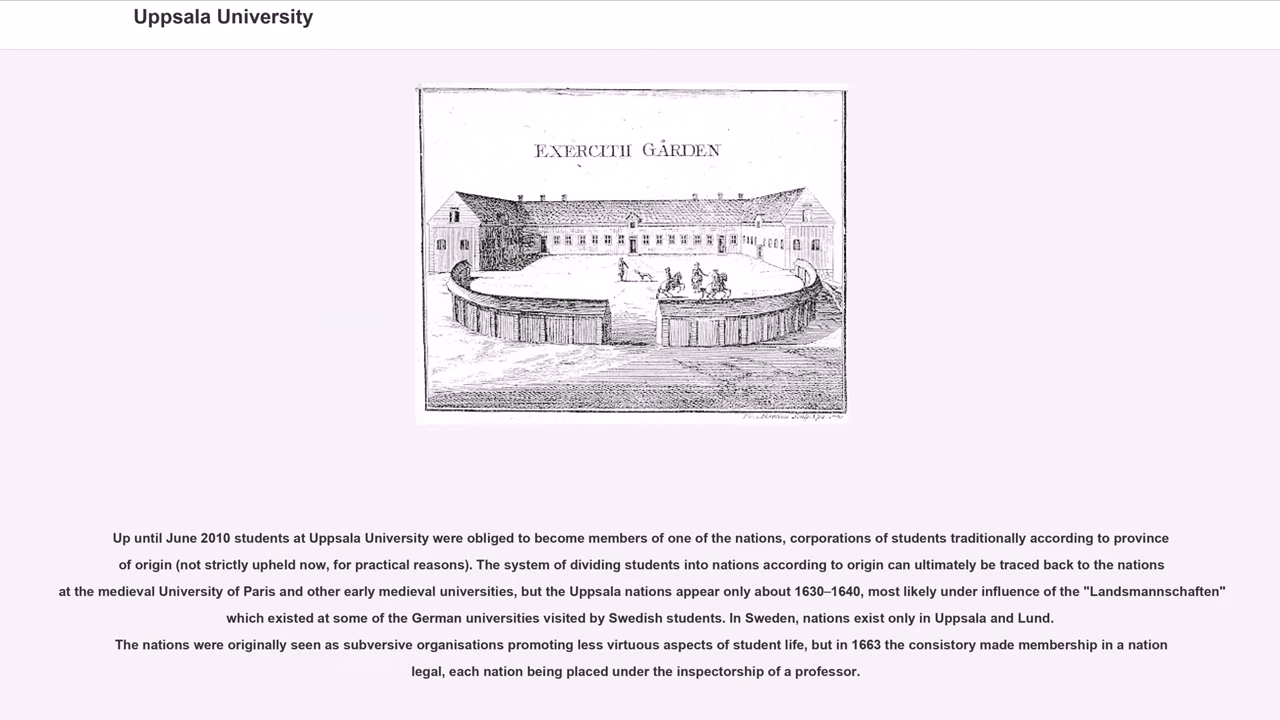 Uppsala University
EXERCITII GÅRDEN
Up until June 2010 students at Uppsala University were obliged to become members of one of the nations, corporations of students traditionally according to province
of origin (not strictly upheld now, for practical reasons). The system of dividing students into nations according to origin can ultimately be traced back to the nations
at the medieval University of Paris and other early medieval universities, but the Uppsala nations appear only about 1630–1640, most likely under influence of the "Landsmannschaften"
which existed at some of the German universities visited by Swedish students. In Sweden, nations exist only in Uppsala and Lund.
The nations were originally seen as subversive organisations promoting less virtuous aspects of student life, but in 1663 the consistory made membership in a nation
legal, each nation being placed under the inspectorship of a professor.